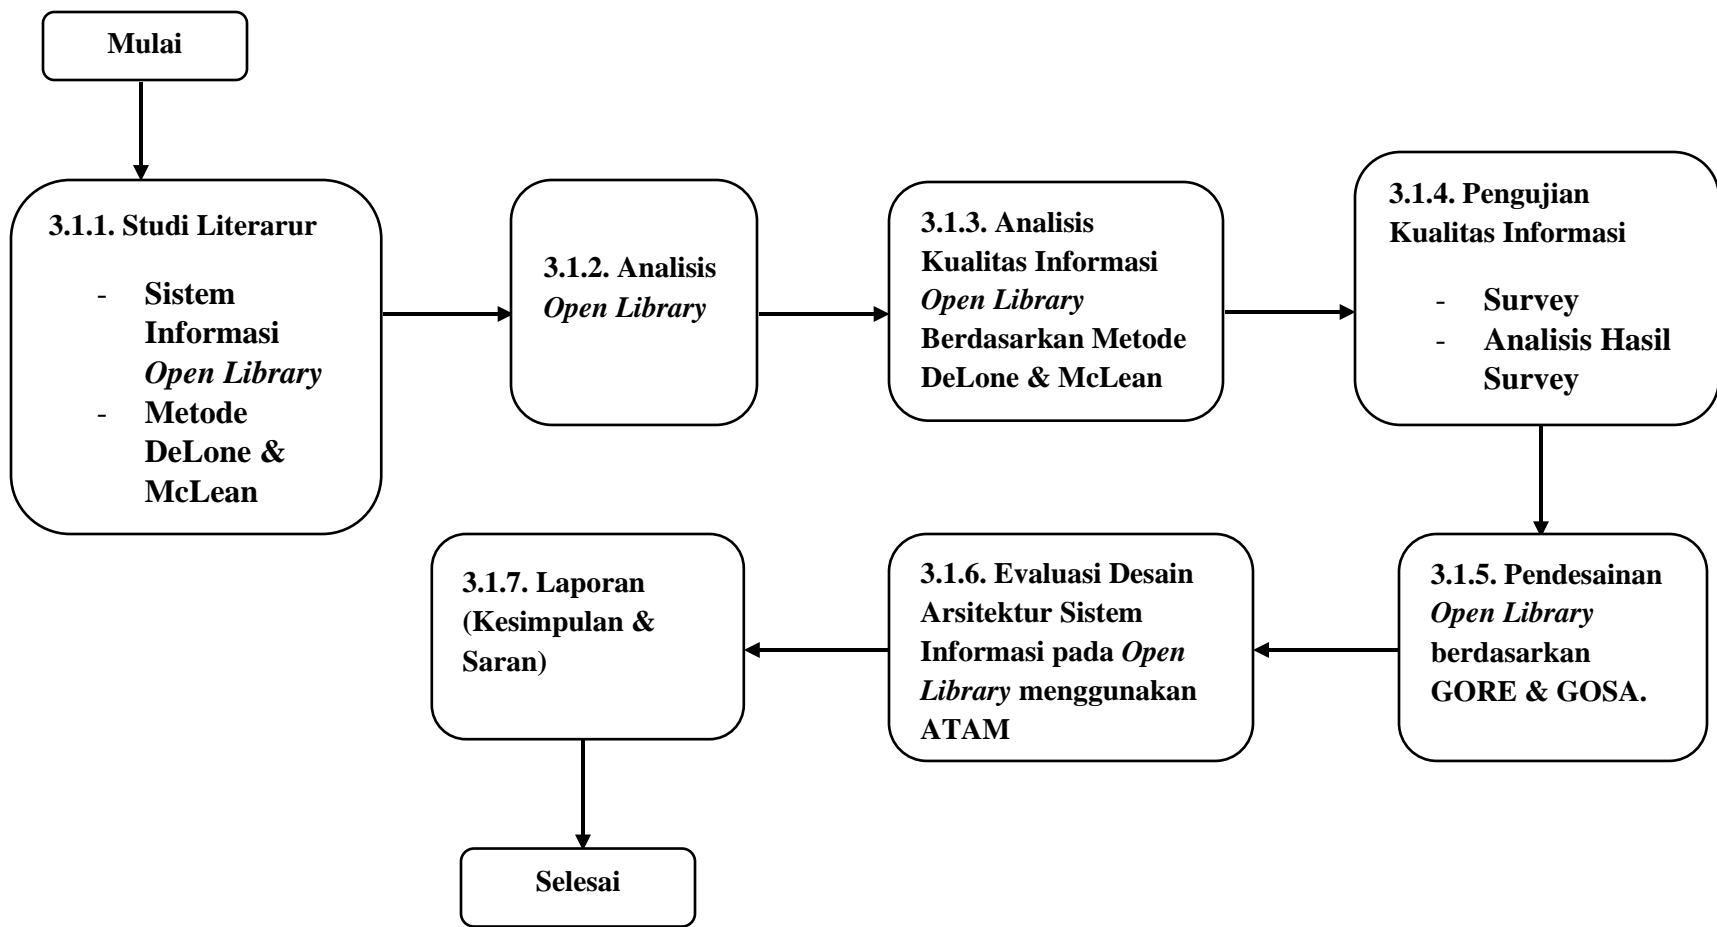 Mulai
3.1.1. Studi Literarur
- Sistem
Informasi
Open Library
- Metode
DeLone &
McLean
3.1.2. Analisis
Open Library
3.1.3. Analisis
Kualitas Informasi
Open Library
Berdasarkan Metode
DeLone & McLean
3.1.4. Pengujian
Kualitas Informasi
- Survey
- Analisis Hasil
Survey
3.1.5. Pendesainan
Open Library
berdasarkan
GORE & GOSA.
3.1.6. Evaluasi Desain
Arsitektur Sistem
Informasi pada Open
Library menggunakan
ATAM
3.1.7. Laporan
(Kesimpulan &
Saran)
Selesai